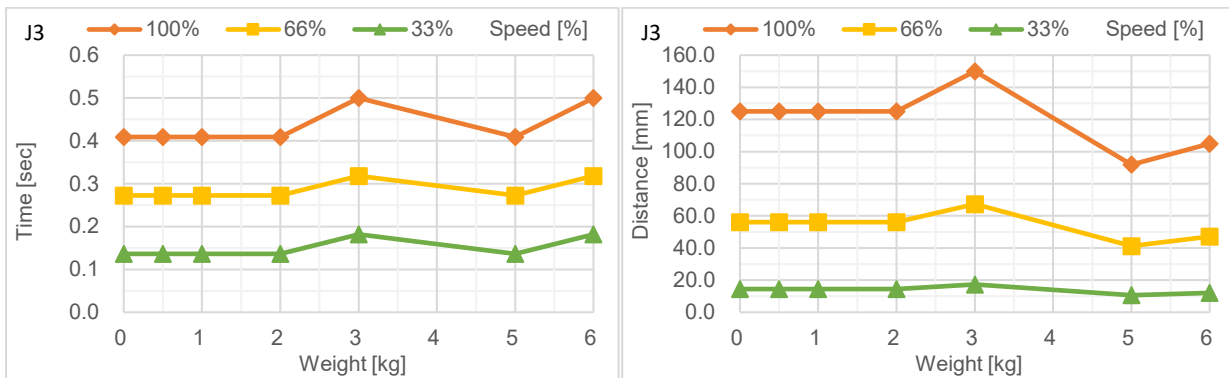 J3
100% 66% 33% Speed [%]
0.6
0.5
0.4
0.3
0.2
0.1
0.0
Time [sec]
0 1 2 3 4 5 6
Weight [kg]
J3
100% 66% 33% Speed [%]
160.0
140.0
120.0
100.0
80.0
60.0
40.0
20.0
0.0
Distance [mm]
0 1 2 3 4 5 6
Weight [kg]